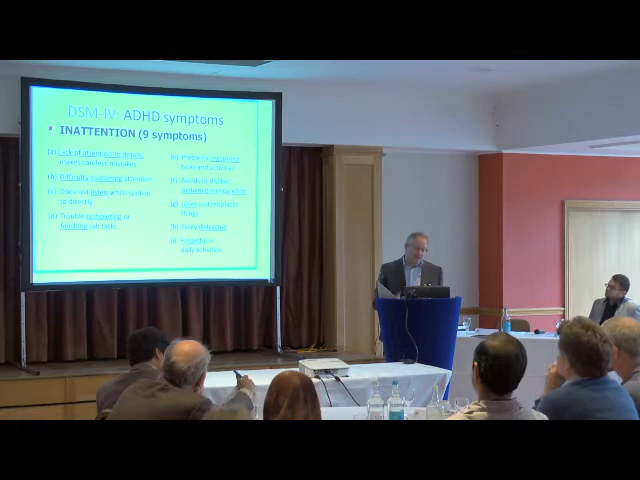 DSM-IV: ADHD symptoms
INATTENTION (9 symptoms)
(a) Lack of attention to details,
makes careless mistakes
(b) Difficulty sustaining attention
(c) Does not listen when spoken
to directly
(d) Trouble completing or
finishing
tasks
(e) Problems organizing
tasks and activities
(f) Avoids or dislikes
sustained mental effort
(g) Loses and misplaces
things
(h) Easily distracted
(i) Forgetful in
daily activities